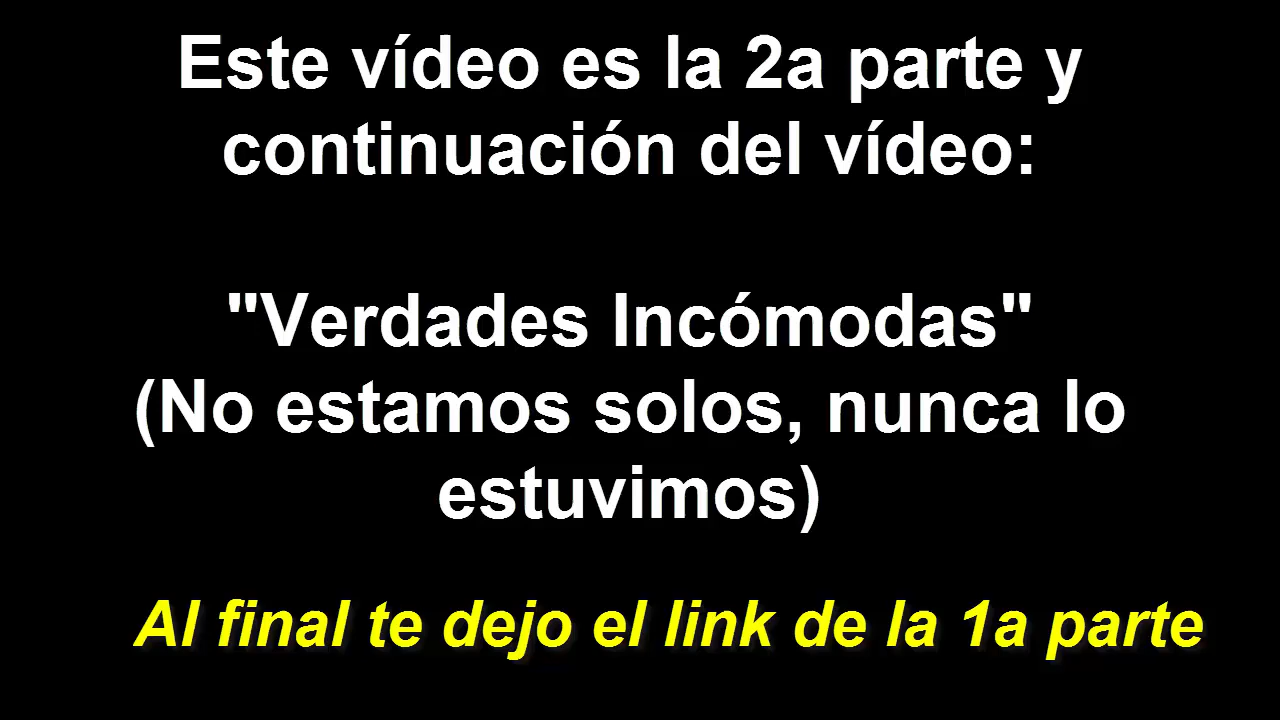 Este vídeo es la 2a parte y
continuación del vídeo:
"Verdades Incómodas"
(No estamos solos, nunca lo
estuvimos)
Al final te dejo el link de la 1a parte